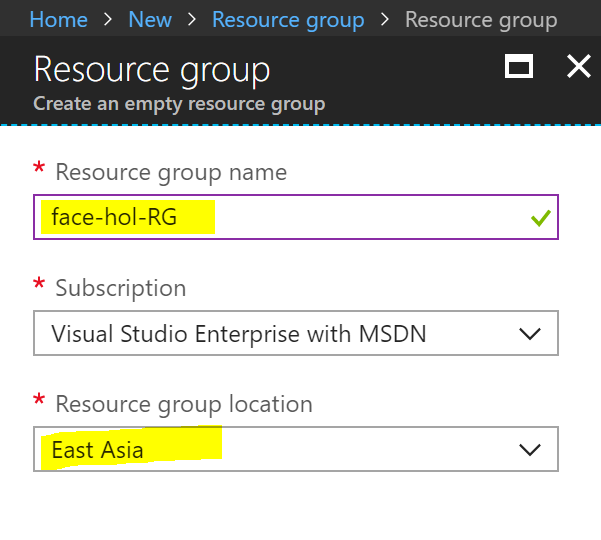 Home > New > Resource group > Resource group
Resource group
Create an empty resource group
* Resource group name
face-hol-RG
* Subscription
Visual Studio Enterprise with MSDN
* Resource group location
East Asia